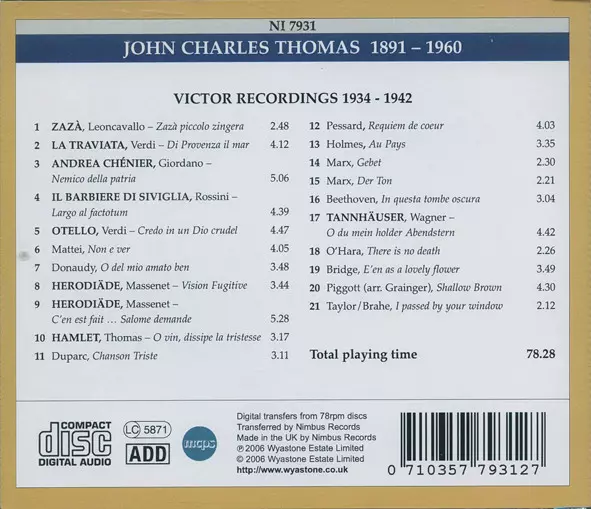 NI 7931
JOHN CHARLES THOMAS 1891 – 1960
VICTOR RECORDINGS 1934 - 1942
1 ZAZÀ, Leoncavallo – Zazà piccolo zingera 2.48
2 LA TRAVIATA, Verdi – Di Provenza il mar 4.12
3 ANDREA CHÉNIER, Giordano –
Nemico della patria 5.06
4 IL BARBIERE DI SIVIGLIA, Rossini –
Largo al factotum 4.39
5 OTELLO, Verdi – Credo in un Dio crudel 4.47
6 Mattei, Non e ver 4.05
7 Donaudy, O del mio amato ben 3.48
8 HERODIÄDE, Massenet – Vision Fugitive 3.44
9 HERODIÄDE, Massenet –
C'en est fait ... Salome demande 5.28
10 HAMLET, Thomas – O vin, dissipe la tristesse 3.17
11 Duparc, Chanson Triste 3.11
12 Pessard, Requiem de coeur 4.03
13 Holmes, Au Pays 3.35
14 Marx, Gebet 2.30
15 Marx, Der Ton 2.21
16 Beethoven, In questa tombe oscura 3.04
17 TANNHÄUSER, Wagner –
O du mein holder Abendstern 4.42
18 O'Hara, There is no death 2.26
19 Bridge, E'en as a lovely flower 3.49
20 Piggott (arr. Grainger), Shallow Brown 4.30
21 Taylor/Brahe, I passed by your window 2.12
Total playing time 78.28
COMPACT
disc
DIGITAL AUDIO
LC 5871
ADD
mcps
Digital transfers from 78rpm discs
Transferred by Nimbus Records
Made in the UK by Nimbus Records
℗ 2006 Wyastone Estate Limited
© 2006 Wyastone Estate Limited
http://www.wyastone.co.uk
0 710357 793127